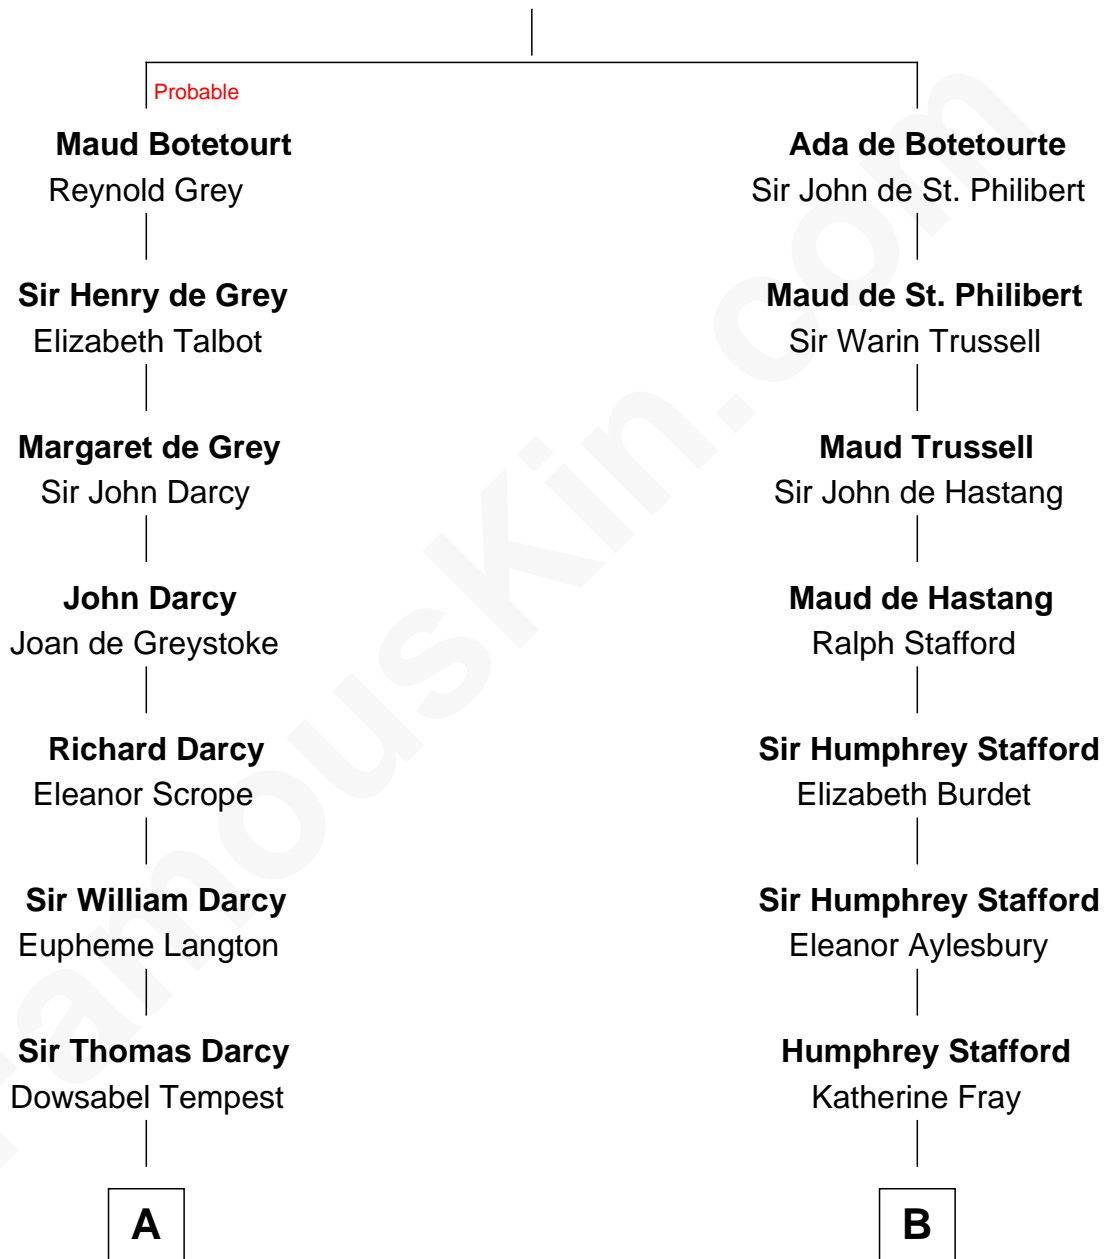 Probable
Maud Botetourt
Reynold Grey
Sir Henry de Grey
Elizabeth Talbot
Margaret de Grey
Sir John Darcy
John Darcy
Joan de Greystoke
Richard Darcy
Eleanor Scrope
Sir William Darcy
Eupheme Langton
Sir Thomas Darcy
Dowsabel Tempest
A
Ada de Botetourte
Sir John de St. Philibert
Maud de St. Philibert
Sir Warin Trussell
Maud Trussell
Sir John de Hastang
Maud de Hastang
Ralph Stafford
Sir Humphrey Stafford
Elizabeth Burdet
Sir Humphrey Stafford
Eleanor Aylesbury
Humphrey Stafford
Katherine Fray
B
FamousKin.com